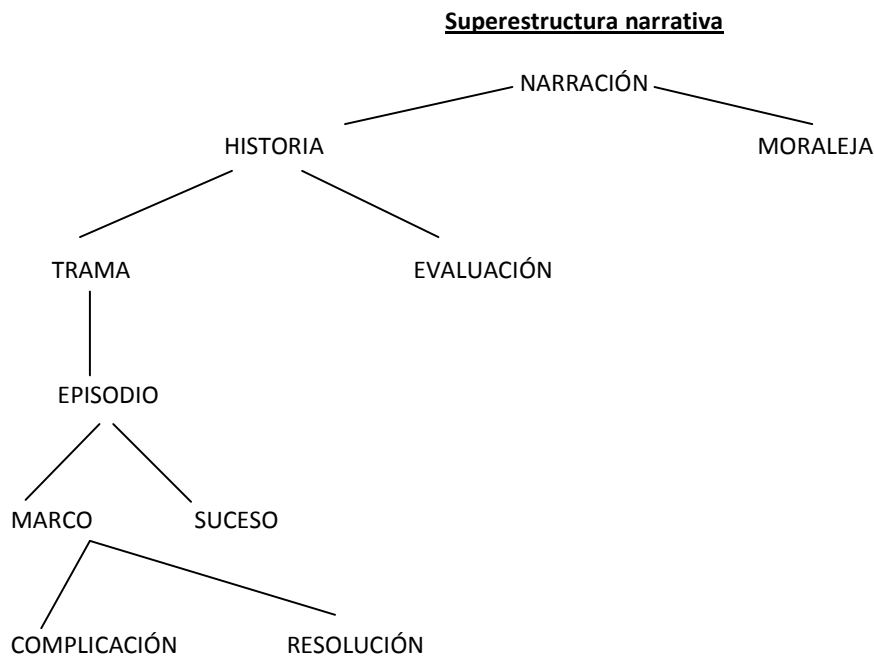 Superestructura narrativa
NARRACIÓN
HISTORIA MORALEJA
TRAMA EVALUACIÓN
EPISODIO
MARCO SUCESO
COMPLICACIÓN RESOLUCIÓN